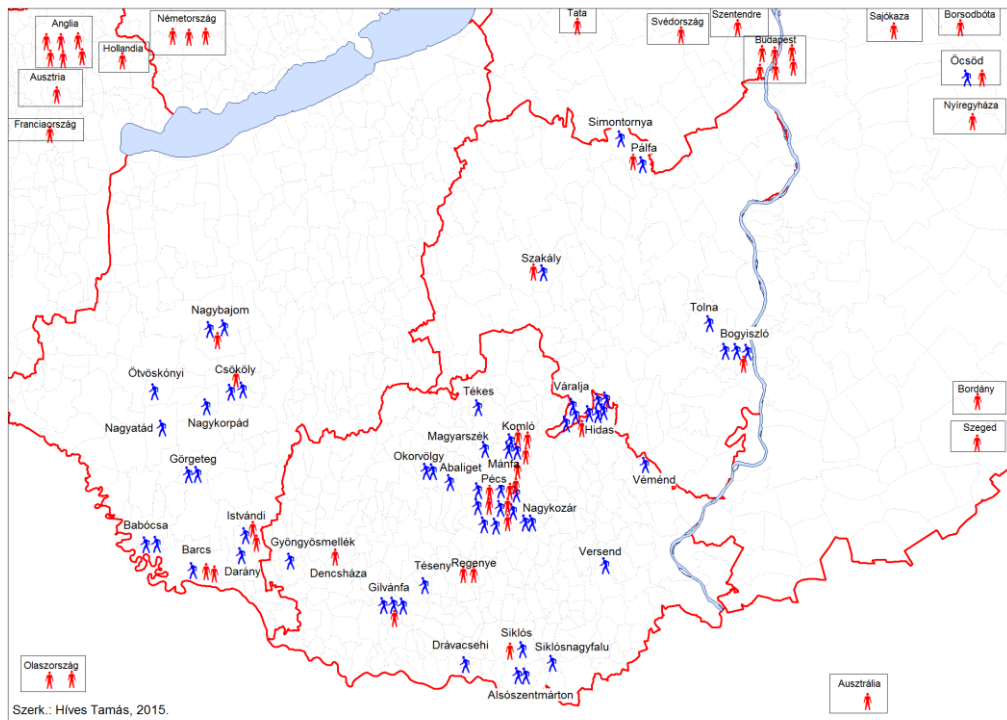 Anglia
Németország
Hollandia
Ausztria
Franciaország
Tata
Svédország
Szentendre
Budapest
Sajókaza
Borsodbóta
Öcsöd
Nyíregyháza
Simontornya
Pálfa
Szakály
Tolna
Bogyiszló
Nagybajom
Csököly
Ötvöskónyi
Nagykorpád
Nagyatád
Görgeteg
Tékes
Váralja
Hidas
Bordány
Szeged
Komló
Magyarszék
Mánfa
Okorvölgy
Abaliget
Pécs
Véménd
Nagykozár
Babócsa
Istvándi
Barcs
Darány
Gyöngyösmellék
Dencsháza
Téseny
Regenye
Versend
Gilvánfa
Drávacsehi
Siklós
Siklósnagyfalu
Alsószentmárton
Olaszország
Ausztrália
Szerk.: Híves Tamás, 2015.